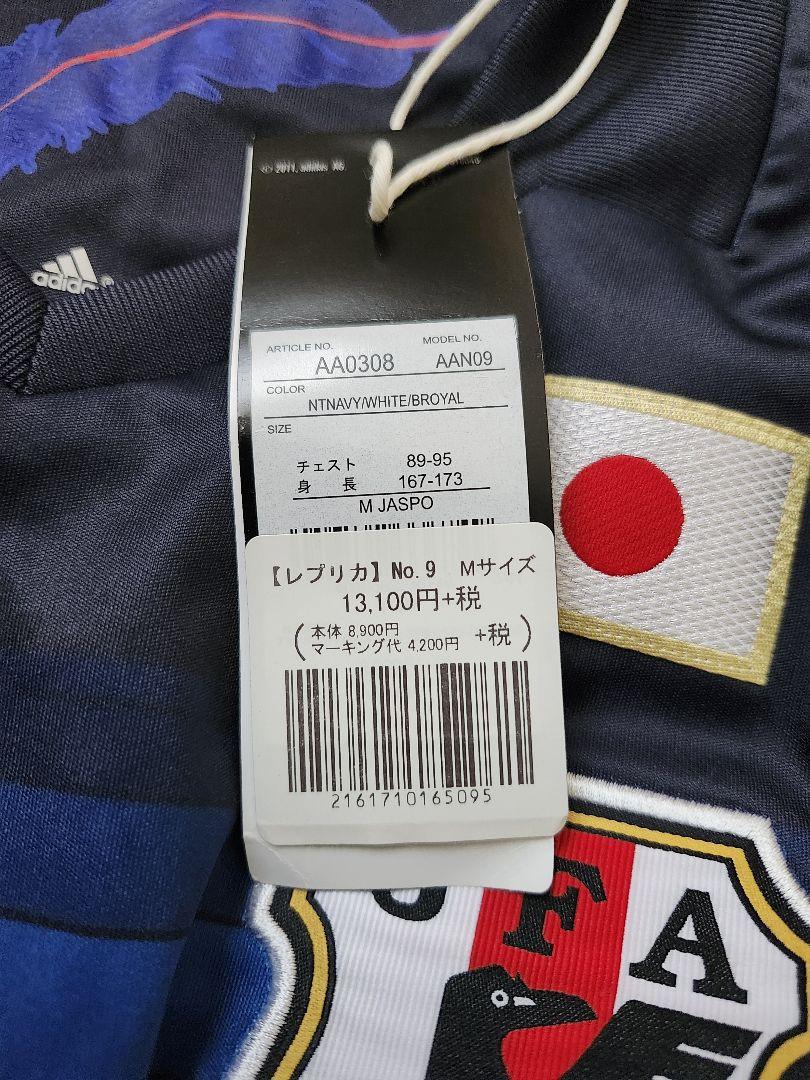 © 2011, adidas AG.
adidas
ARTICLE NO. MODEL NO.
AA0308 AAN09
COLOR
NTNAVY/WHITE/BROYAL
SIZE
チェスト 89-95
身 長 167-173
M JASPO
【レプリカ】No.9 Mサイズ
13,100円+税
(本体 8,900円
マーキング代 4,200円 +税)
2161710165095
JFA